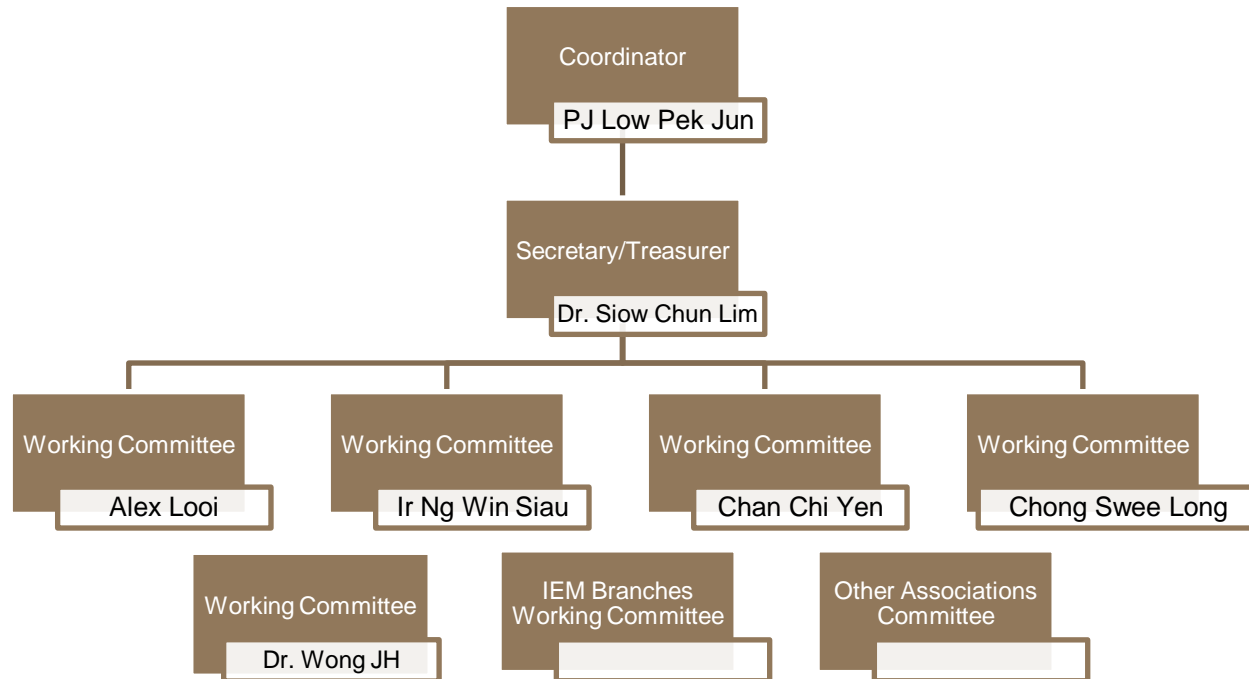 Coordinator
PJ Low Pek Jun
Secretary/Treasurer
Dr. Siow Chun Lim
Working Committee
Alex Looi
Working Committee
Ir Ng Win Siau
Working Committee
Chan Chi Yen
Working Committee
Chong Swee Long
Working Committee
Dr. Wong JH
IEM Branches
Working Committee
Other Associations
Committee